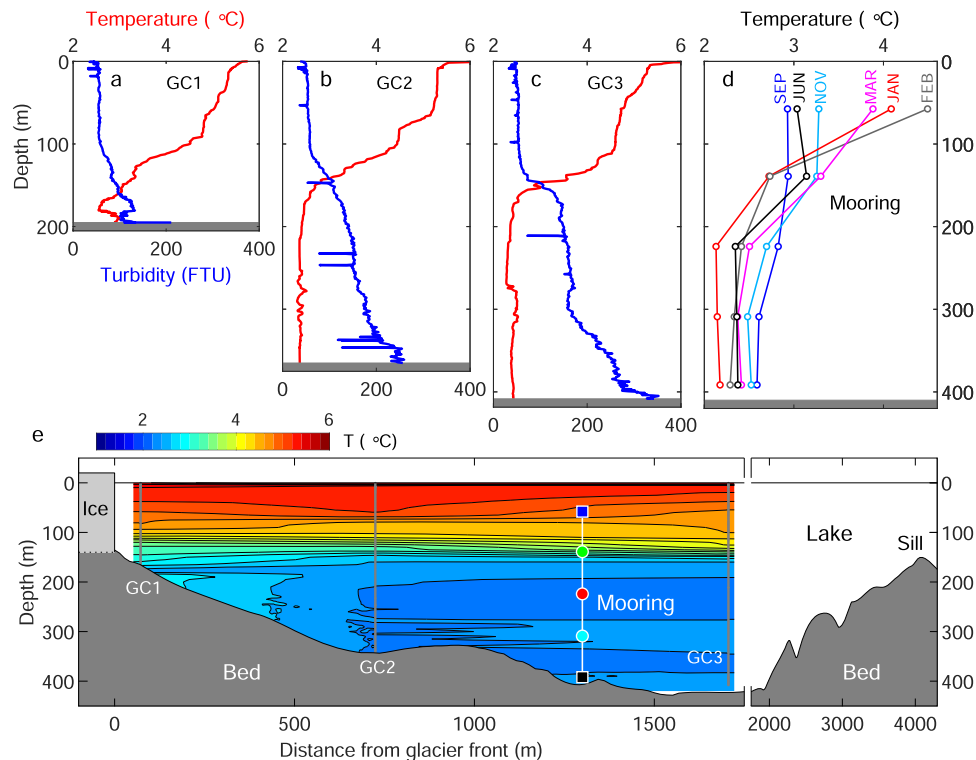 Temperature ( °C)
Temperature ( °C)
2 4 6 2 4 6 2 4 6 2 3 4
0 a GC1 b GC2 c GC3 d 0
SEP JUN NOV MAR JAN FEB
100 100
Depth (m)
Mooring
200 200
0 200 400
Turbidity (FTU)
300 300
0 200 400
400
0 200 400
e 2 4 6 T ( °C)
0 0
Ice
100 Lake Sill 100
Depth (m)
GC1
200 Mooring 200
300 300
Bed GC2 GC3 Bed
400 400
0 500 1000 1500 2000 3000 4000
Distance from glacier front (m)